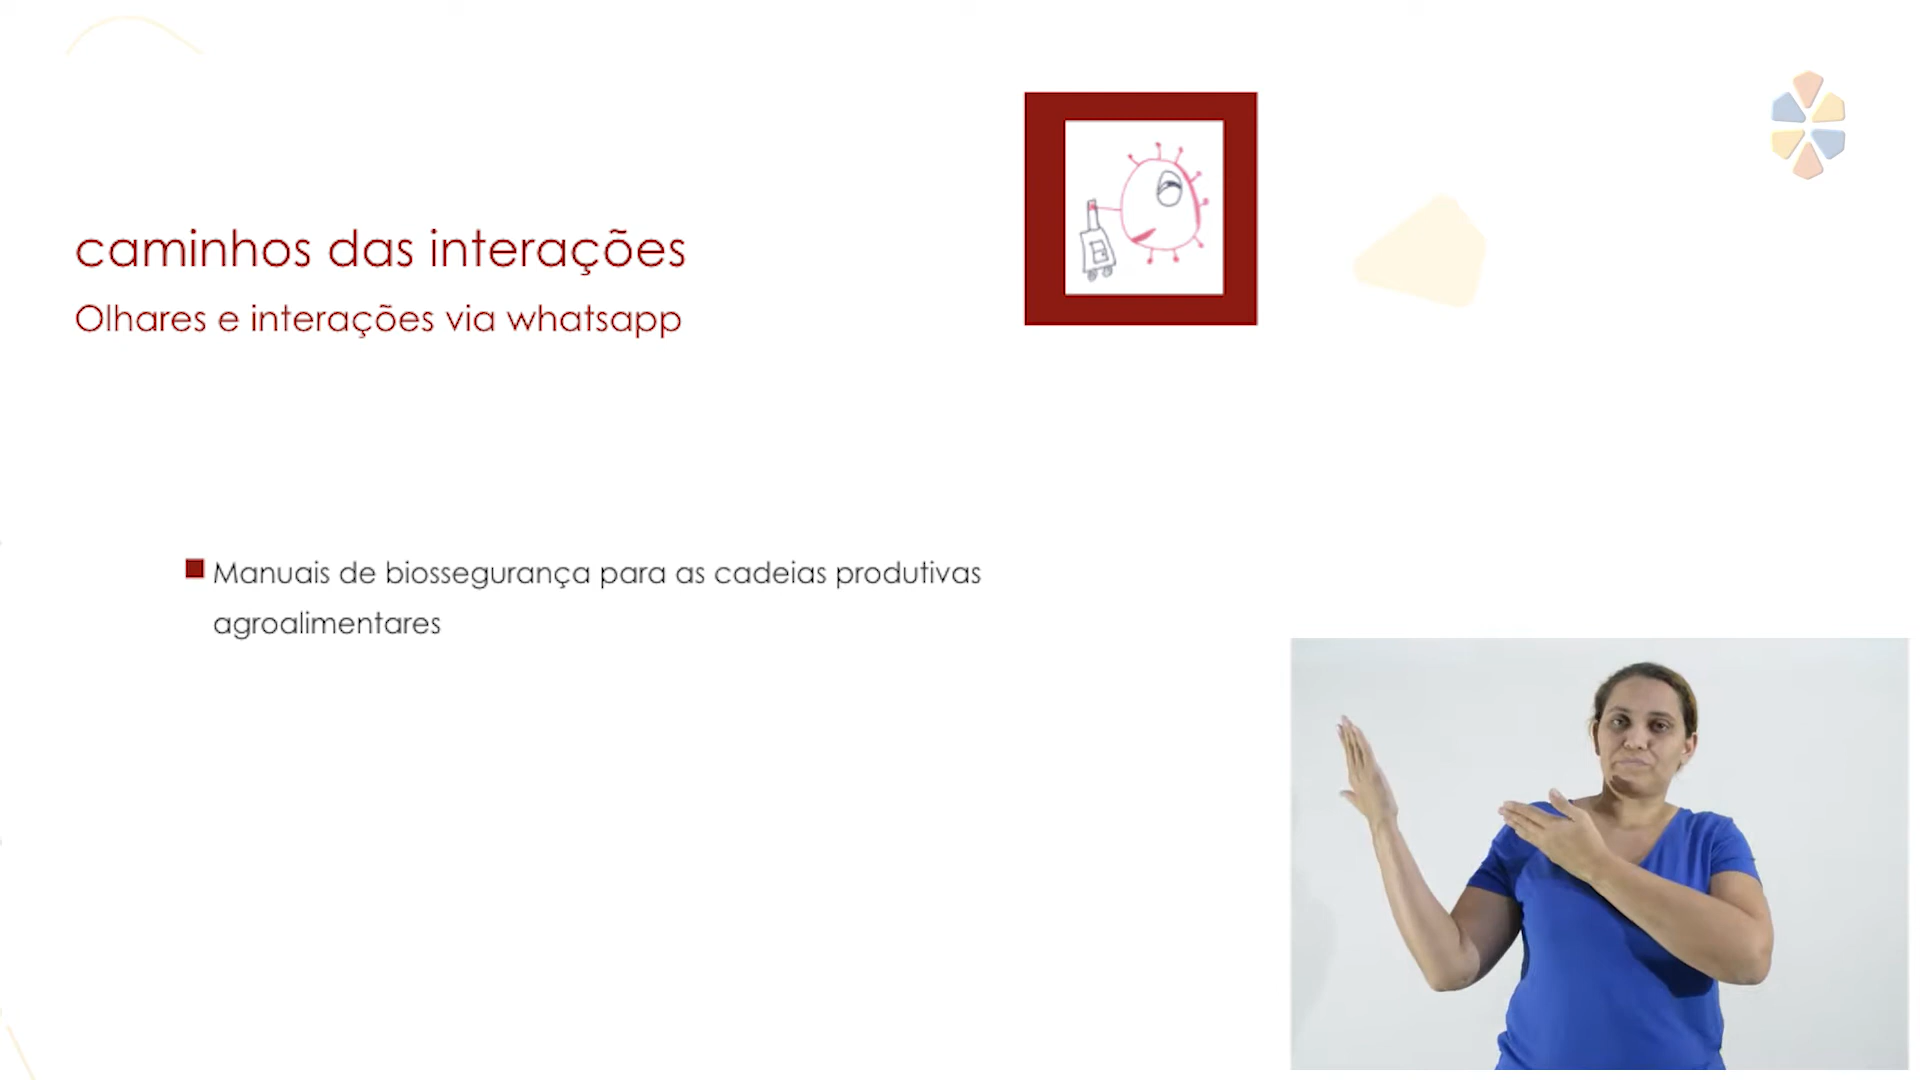 caminhos das interações
Olhares e interações via whatsapp
Manuais de biossegurança para as cadeias produtivas
agroalimentares